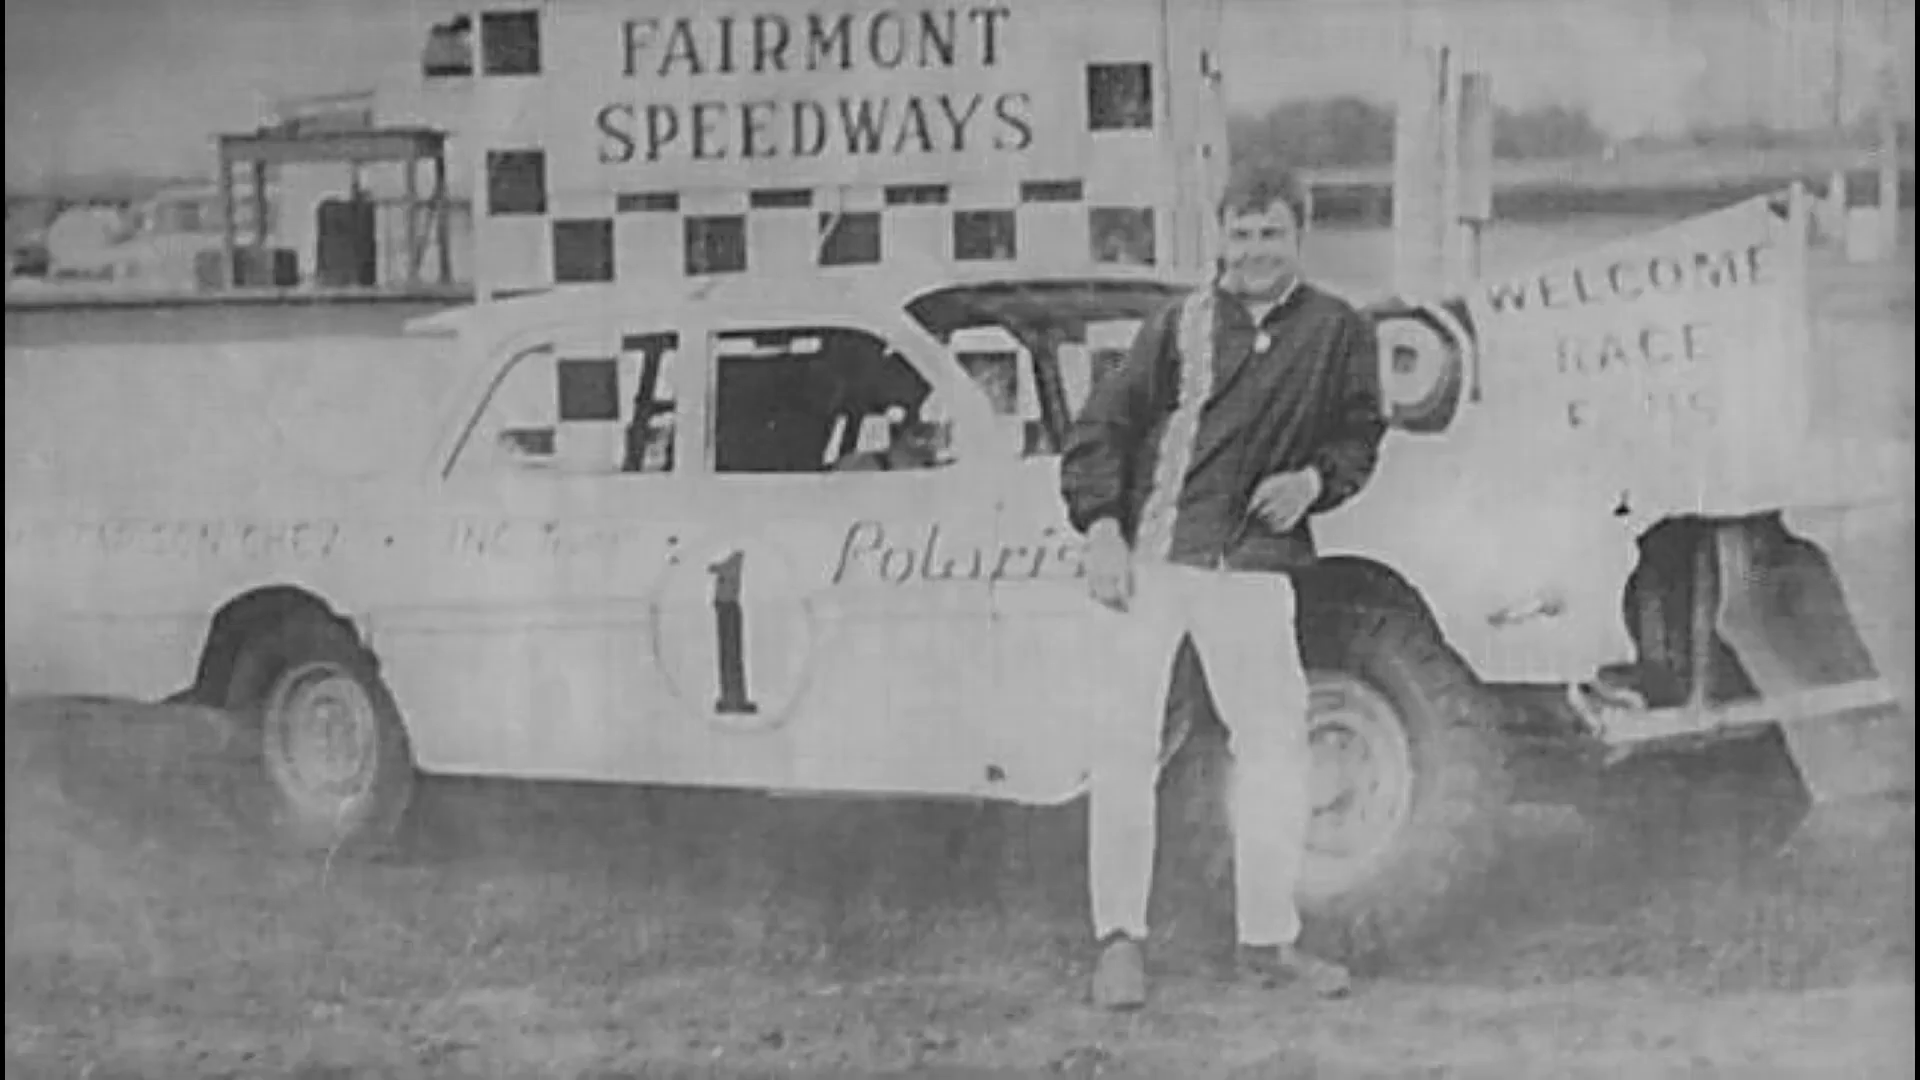 FAIRMONT
SPEEDWAYS
WELCOME
RACE
1
Polaris